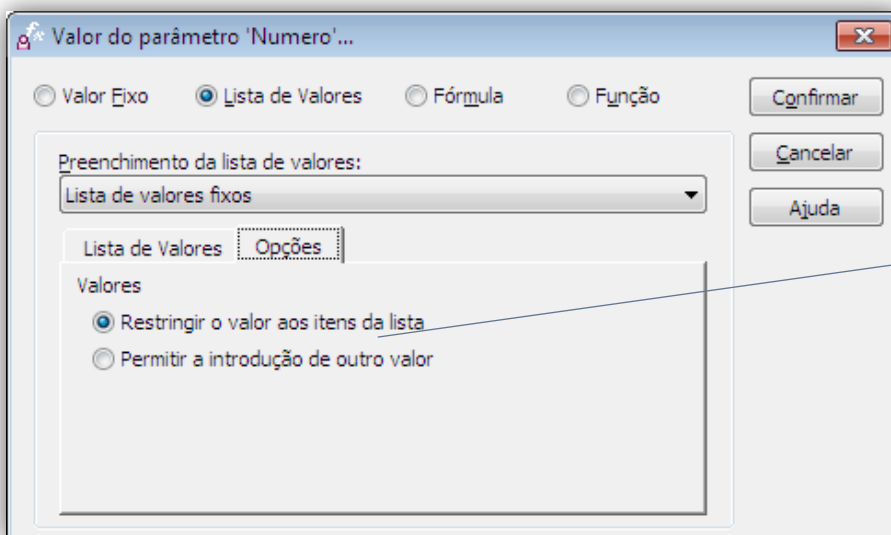 Valor do parâmetro 'Numero'...
Valor Fixo Lista de Valores Fórmula Função
Confirmar
Preenchimento da lista de valores:
Cancelar
Lista de valores fixos
Ajuda
Lista de Valores Opções
Valores
Restringir o valor aos itens da lista
Permitir a introdução de outro valor